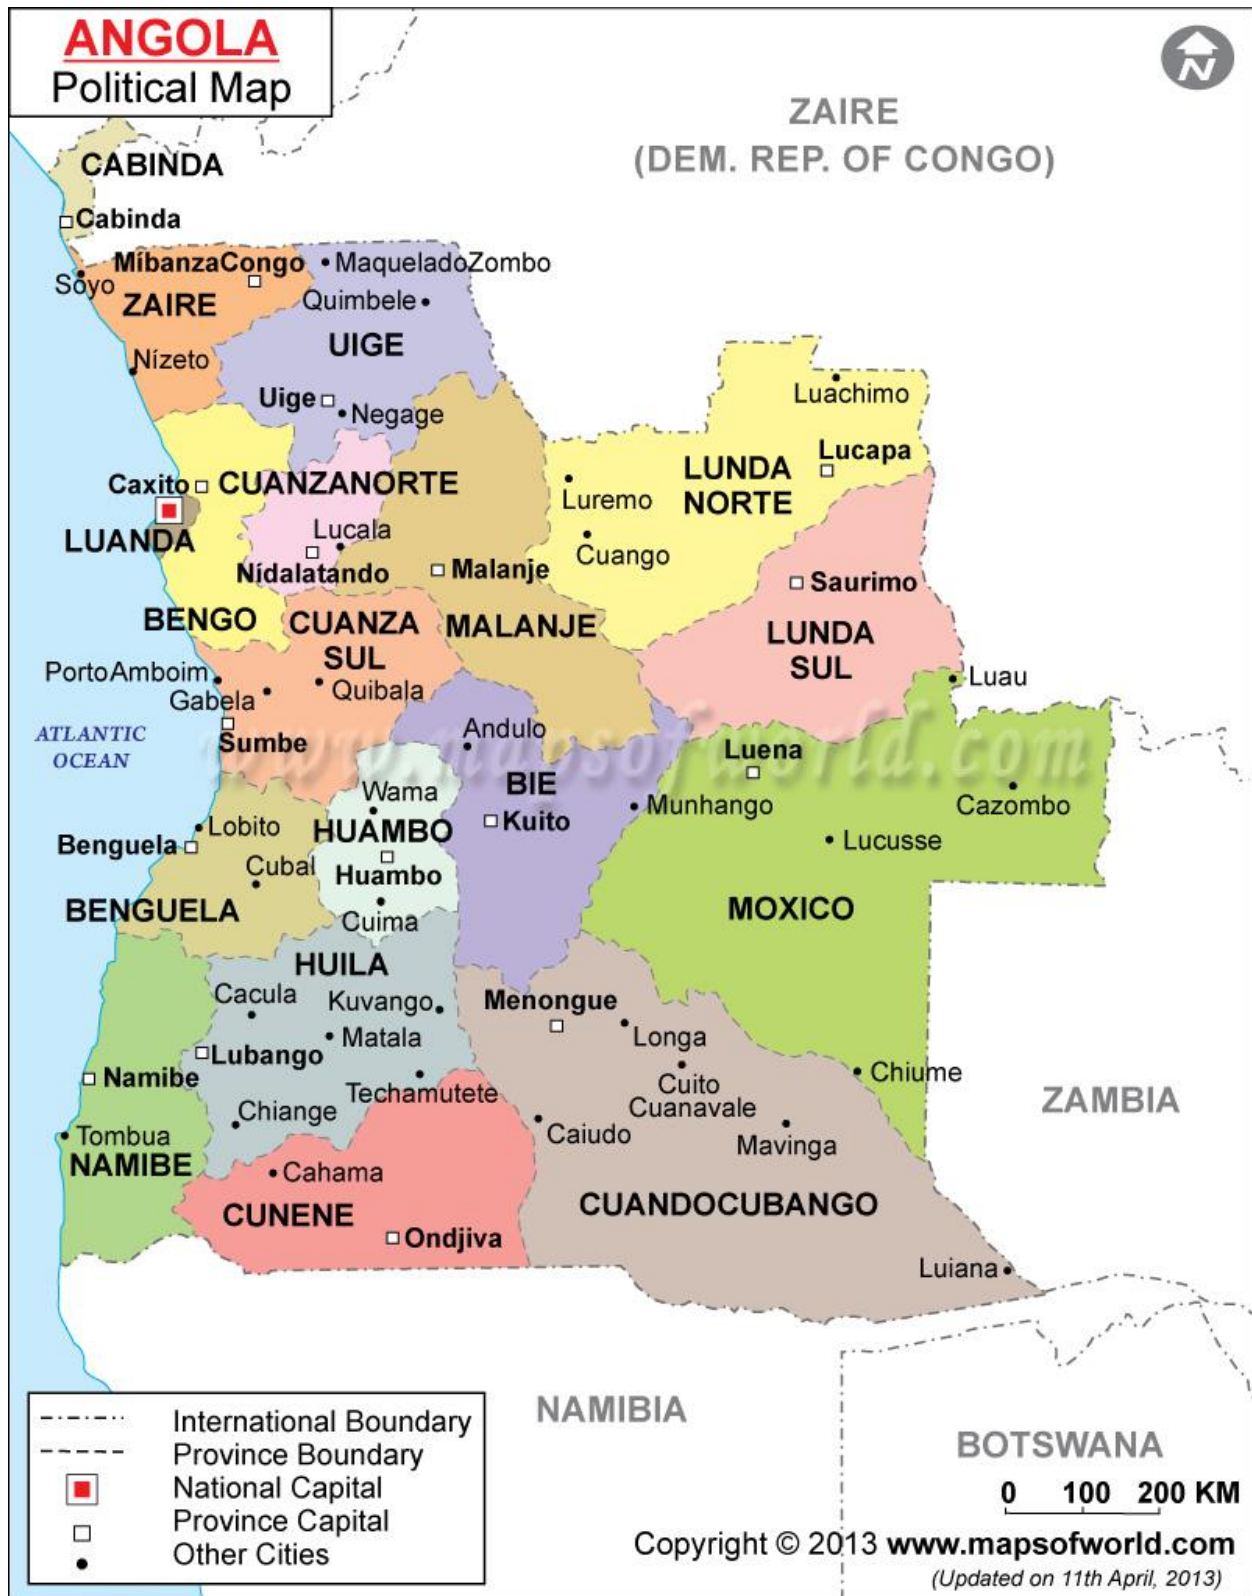 ANGOLA
Political Map
N
ZAIRE
(DEM. REP. OF CONGO)
CABINDA
Cabinda
MíbanzaCongo
MaqueladoZombo
Soyo
ZAIRE
Quimbele
UIGE
Nízeto
Luachimo
Uige
Negage
Lucapa
Caxito
CUANZANORTE
LUNDA
NORTE
Luremo
LUANDA
Lucala
Cuango
Nídalatando
Malanje
Saurimo
BENGO
CUANZA
SUL
MALANJE
LUNDA
SUL
PortoAmboim
Gabela
Quibala
Luau
ATLANTIC
OCEAN
Sumbe
Andulo
Luena
www.mapsofworld.com
BIE
Wama
Munhango
Cazombo
Lobito
HUAMBO
Kuito
Benguela
Lucusse
Cubal
Huambo
BENGUELA
Cuima
MOXICO
HUILA
Cacula
Kuvango
Menongue
Matala
Longa
Lubango
Namibe
Techamutete
Cuito
Cuanavale
Chiume
ZAMBIA
Chiange
Caiudo
Mavinga
Tombua
NAMIBE
Cahama
CUNENE
CUANDOCUBANGO
Ondjiva
Luiana
NAMIBIA
BOTSWANA
International Boundary
Province Boundary
National Capital
Province Capital
Other Cities
0 100 200 KM
Copyright © 2013 www.mapsofworld.com
(Updated on 11th April, 2013)